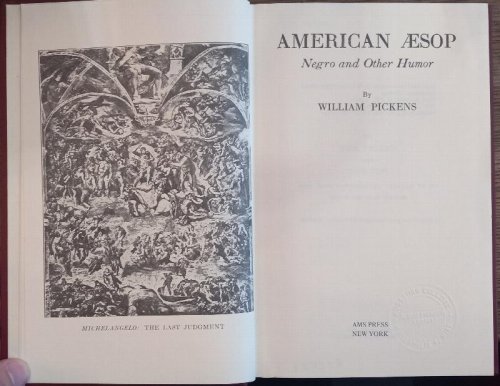 MICHELANGELO: THE LAST JUDGMENT
AMERICAN ÆSOP
Negro and Other Humor
By
WILLIAM PICKENS
AMS PRESS
NEW YORK